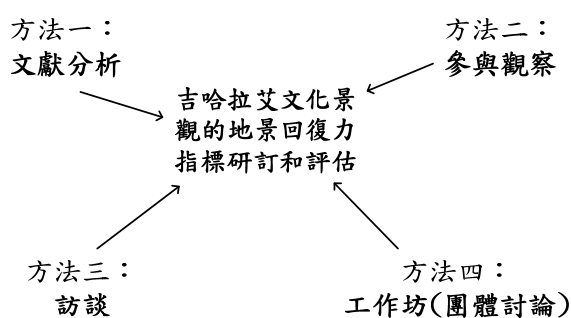 方法一：
文獻分析
方法二：
參與觀察
吉哈拉艾文化景
觀的地景回復力
指標研訂和評估
方法三：
訪談
方法四：
工作坊(團體討論)